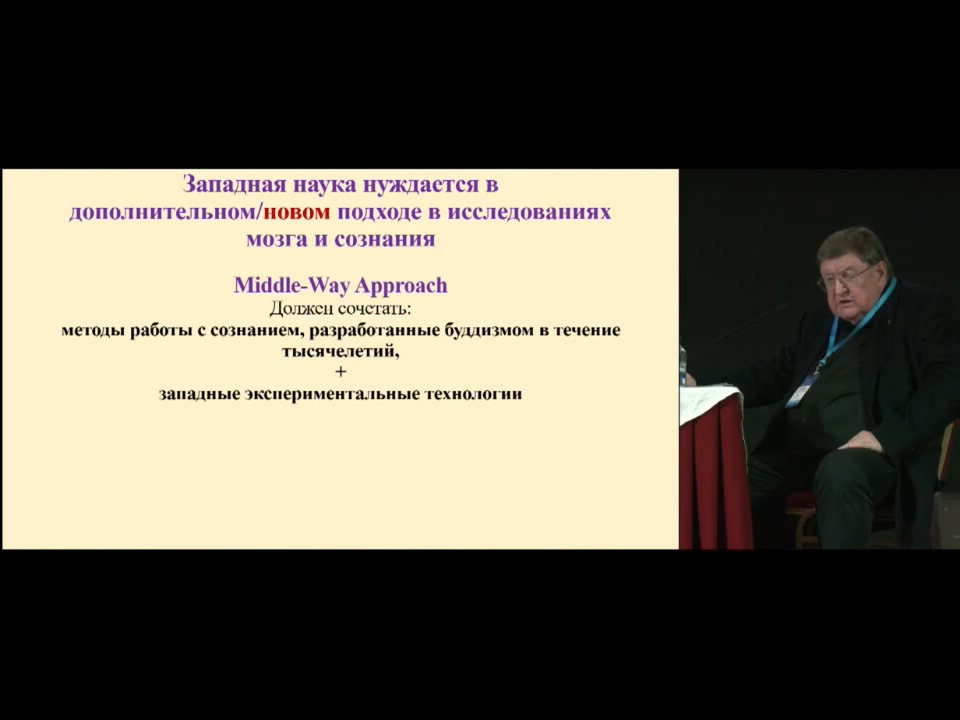 Западная наука нуждается в
дополнительном/новом подходе в исследованиях
мозга и сознания
Middle-Way Approach
Должен сочетать:
методы работы с сознанием, разработанные буддизмом в течение
тысячелетий,
+
западные экспериментальные технологии